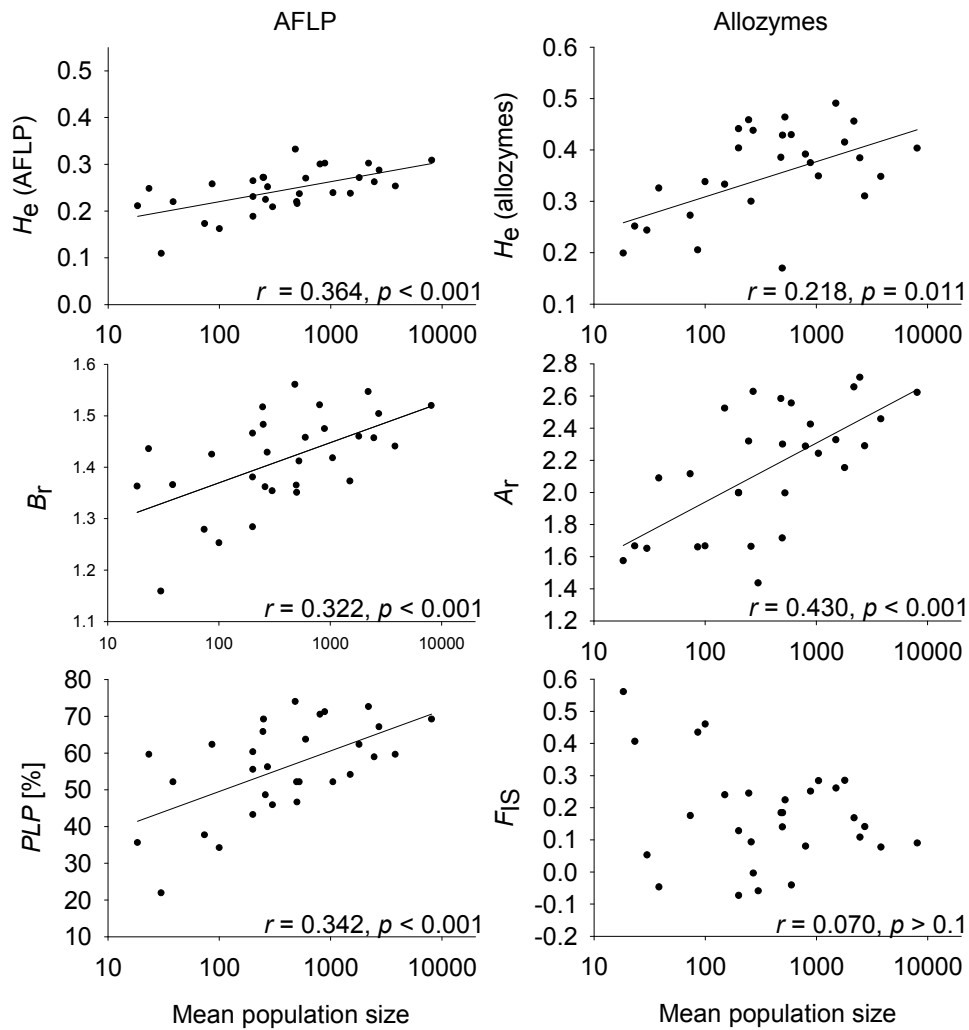 AFLP
Allozymes
0.5
0.4
0.3
0.2
0.1
0.0
He (AFLP)
r = 0.364, p < 0.001
10 100 1000 10000
0.6
0.5
0.4
0.3
0.2
0.1
He (allozymes)
r = 0.218, p = 0.011
10 100 1000 10000
1.6
1.5
1.4
1.3
1.2
1.1
Br
r = 0.322, p < 0.001
10 100 1000 10000
2.8
2.6
2.4
2.2
2.0
1.8
1.6
1.4
1.2
Ar
r = 0.430, p < 0.001
10 100 1000 10000
80
70
60
50
40
30
20
10
PLP [%]
r = 0.342, p < 0.001
10 100 1000 10000
Mean population size
0.6
0.5
0.4
0.3
0.2
0.1
0.0
-0.1
-0.2
FIS
r = 0.070, p > 0.1
10 100 1000 10000
Mean population size